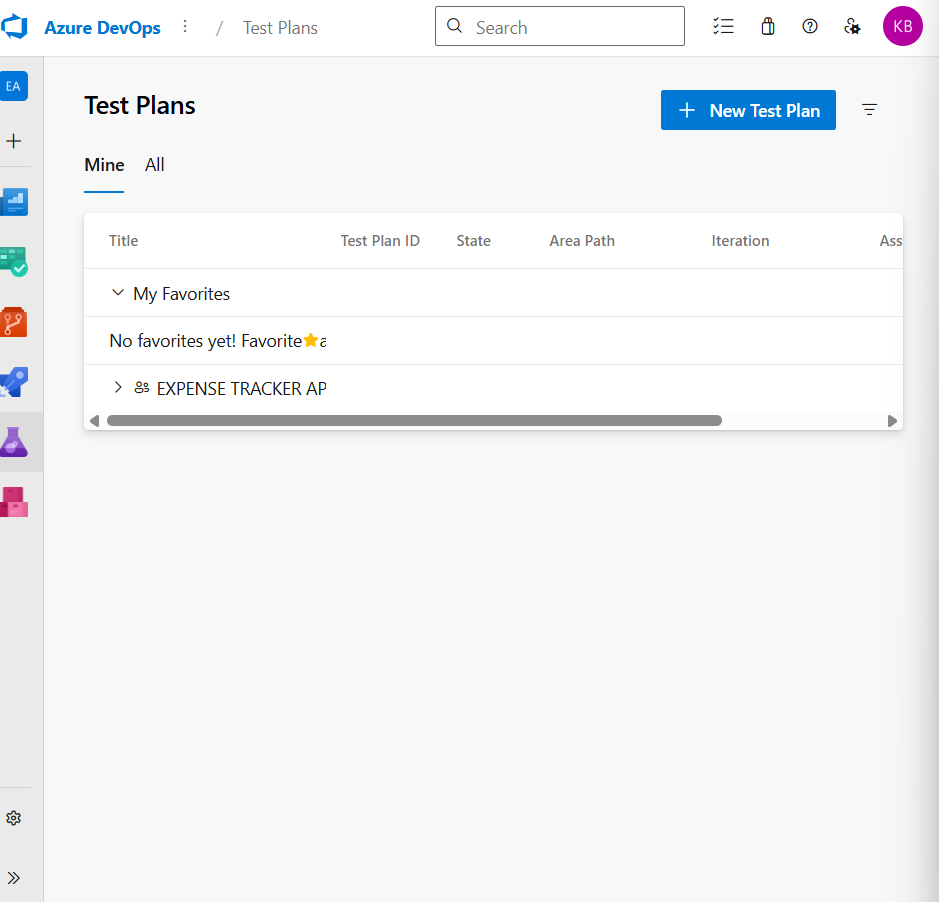 Azure DevOps / Test Plans Search KB
EA
Test Plans
New Test Plan
Mine All
Title Test Plan ID State Area Path Iteration Ass
My Favorites
No favorites yet! Favorite⭐a
EXPENSE TRACKER AP